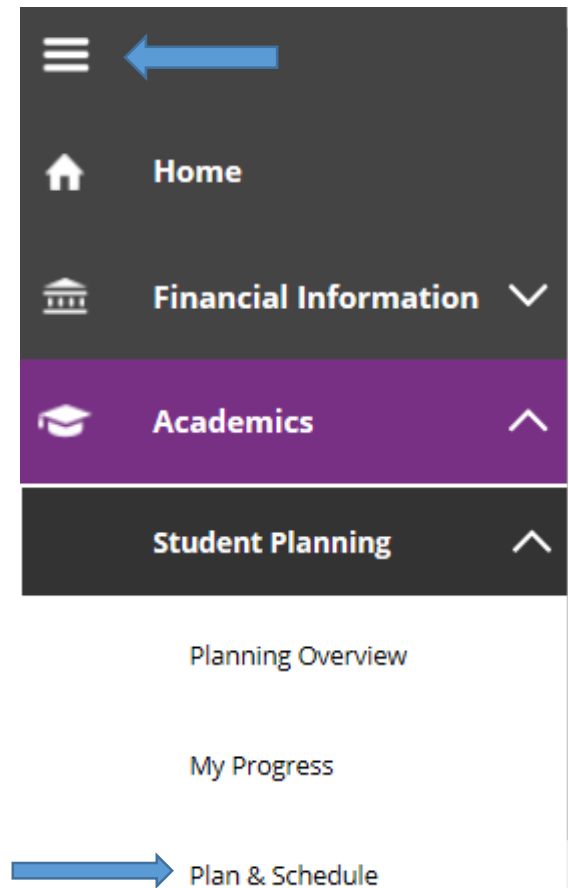 Home
Financial Information
Academics
Student Planning
Planning Overview
My Progress
Plan & Schedule